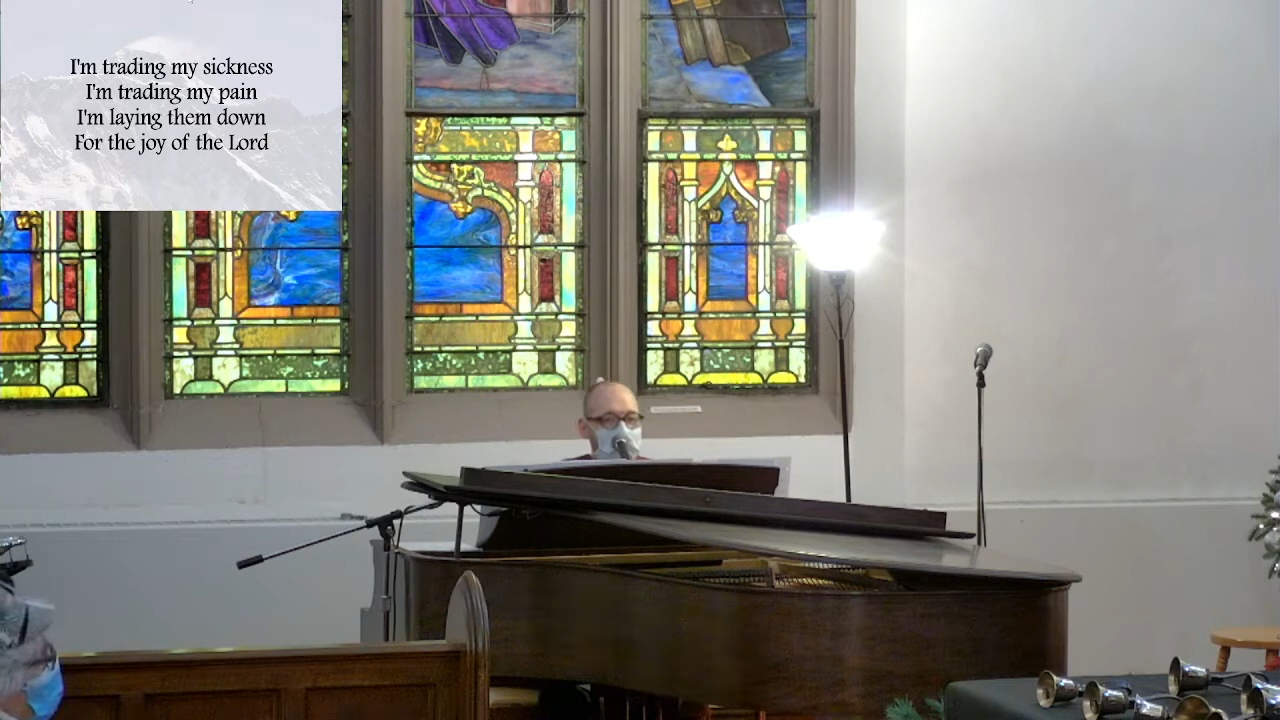 I'm trading my sickness
I'm trading my pain
I'm laying them down
For the joy of the Lord